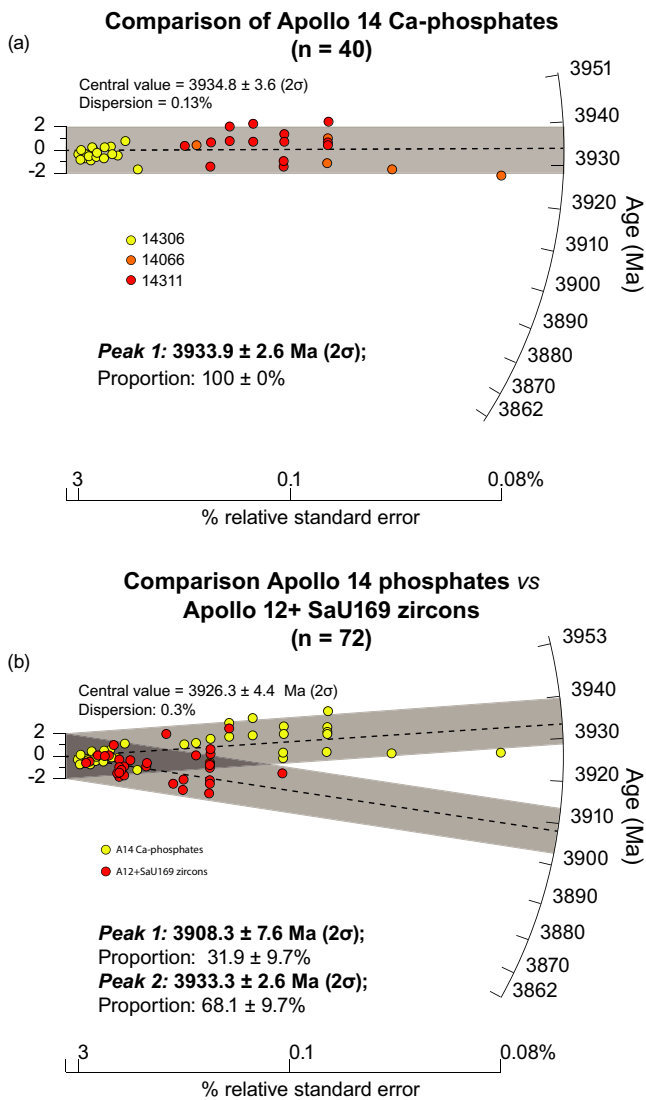 Comparison of Apollo 14 Ca-phosphates
(n = 40)
(a)
3951
Central value = 3934.8 ± 3.6 (2σ)
Dispersion = 0.13%
3940
2
0
-2
3930
3920
3910
3900
3890
3880
3870
3862
Age (Ma)
14306
14066
14311
Peak 1: 3933.9 ± 2.6 Ma (2σ);
Proportion: 100 ± 0%
3
0.1
0.08%
% relative standard error
Comparison Apollo 14 phosphates vs
Apollo 12+ SaU169 zircons
(n = 72)
(b)
3953
Central value = 3926.3 ± 4.4 Ma (2σ)
Dispersion: 0.3%
3940
2
0
-2
3930
3920
3910
3900
3890
3880
3870
3862
Age (Ma)
A14 Ca-phosphates
A12+SaU169 zircons
Peak 1: 3908.3 ± 7.6 Ma (2σ);
Proportion: 31.9 ± 9.7%
Peak 2: 3933.3 ± 2.6 Ma (2σ);
Proportion: 68.1 ± 9.7%
3
0.1
0.08%
% relative standard error